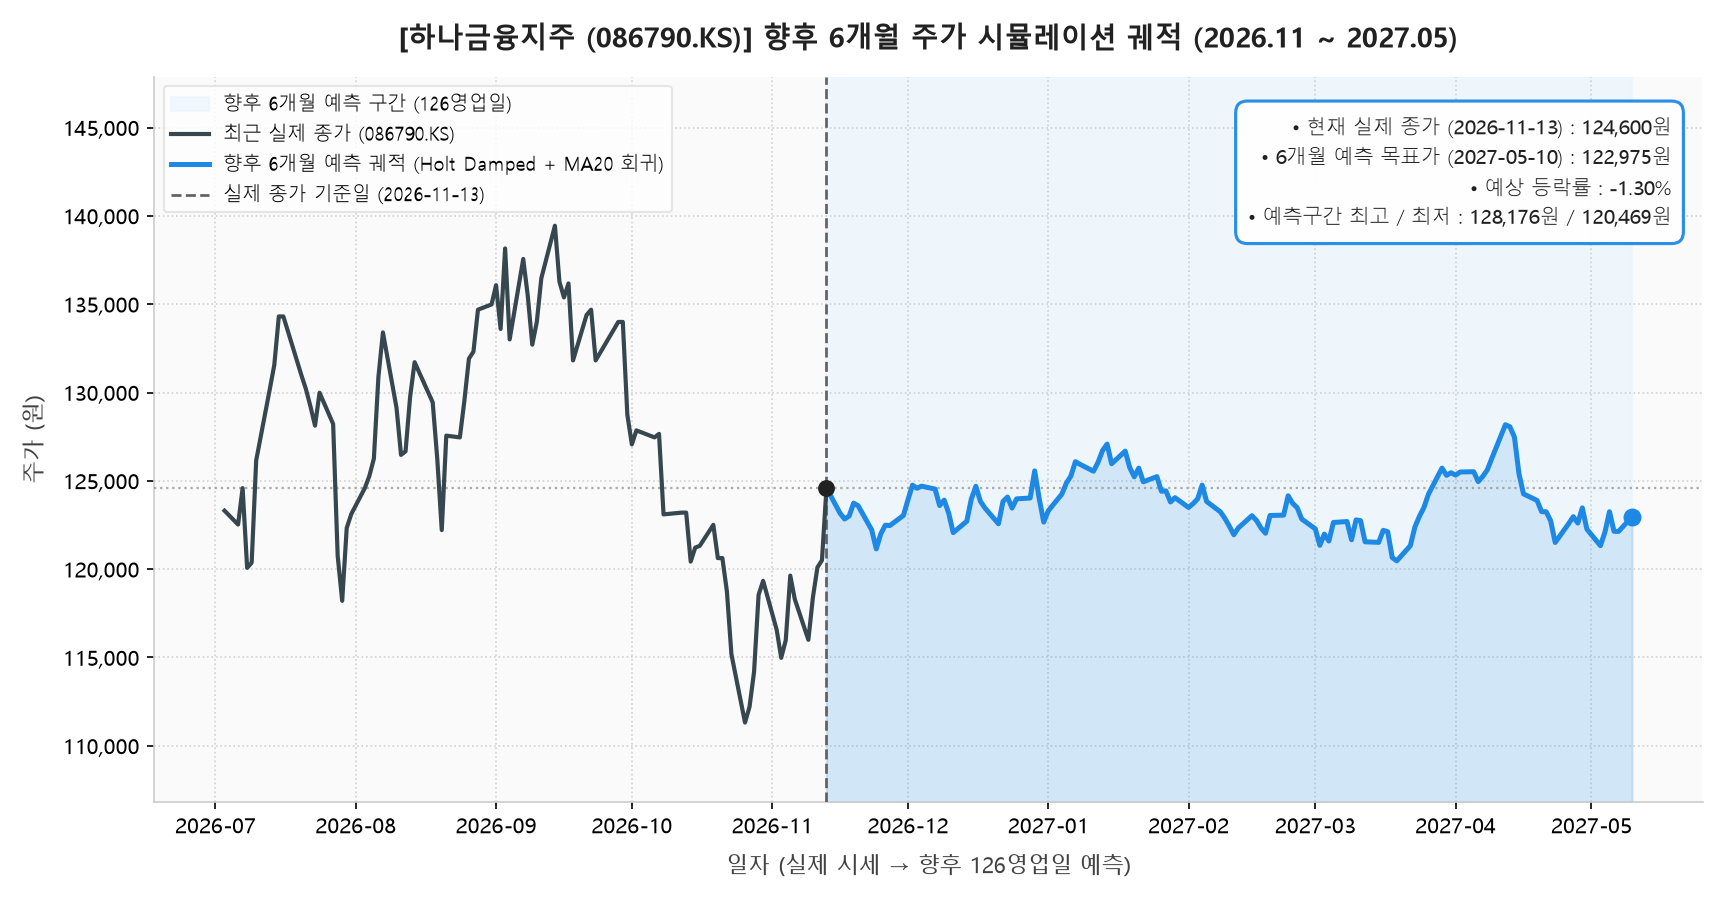 [하나금융지주 (086790.KS)] 향후 6개월 주가 시뮬레이션 궤적 (2026.11 ~ 2027.05)
향후 6개월 예측 구간 (126영업일)
최근 실제 종가 (086790.KS)
향후 6개월 예측 궤적 (Holt Damped + MA20 회귀)
실제 종가 기준일 (2026-11-13)
• 현재 실제 종가 (2026-11-13) : 124,600원
• 6개월 예측 목표가 (2027-05-10) : 122,975원
• 예상 등락률 : -1.30%
• 예측구간 최고 / 최저 : 128,176원 / 120,469원
주가 (원)
145,000
140,000
135,000
130,000
125,000
120,000
115,000
110,000
2026-07 2026-08 2026-09 2026-10 2026-11 2026-12 2027-01 2027-02 2027-03 2027-04 2027-05
일자 (실제 시세 → 향후 126영업일 예측)